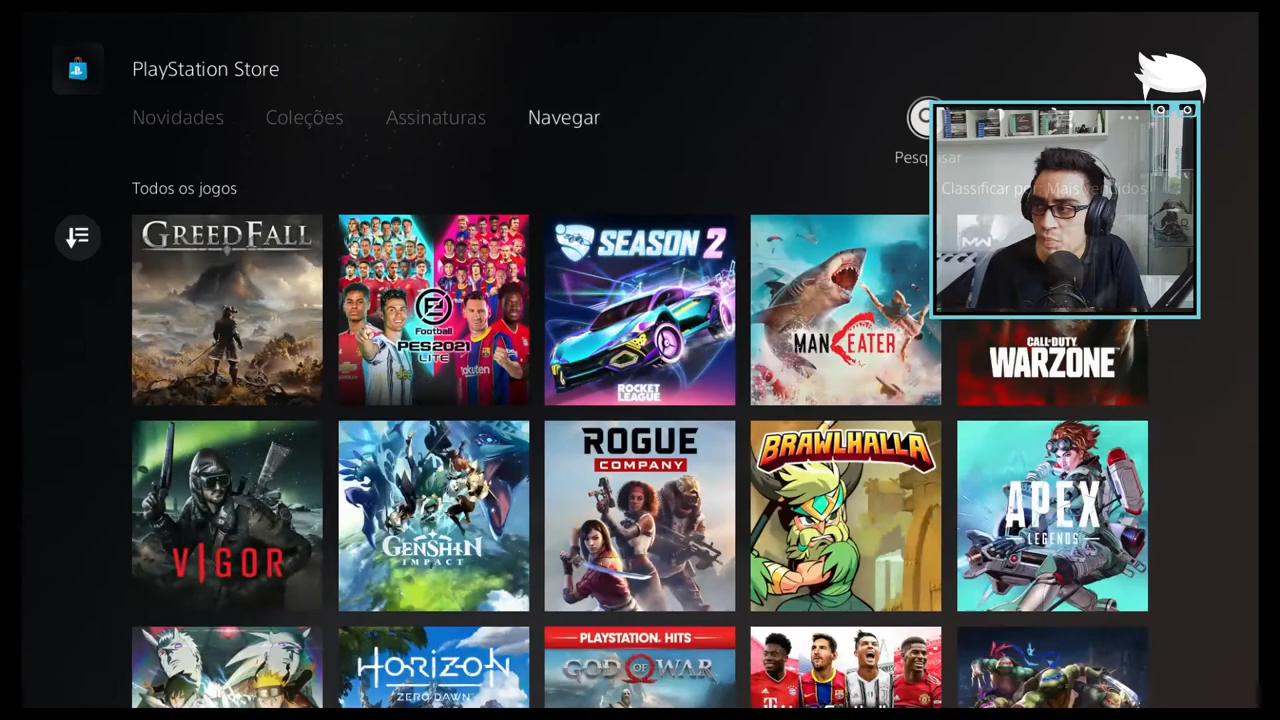 PlayStation Store
Novidades
Coleções
Assinaturas
Navegar
Pesquisar
Todos os jogos
Classificar por: Mais vendidos
GREEDFALL
Football
PES2021
LITE
SEASON 2
ROCKET
LEAGUE
MANEATER
MW
CALL OF DUTY
WARZONE
VIGOR
GENSHIN
IMPACT
ROGUE
COMPANY
BRAWLHALLA
APEX
LEGENDS
HORIZON
ZERO DAWN
PLAYSTATION HITS
GOD OF WAR